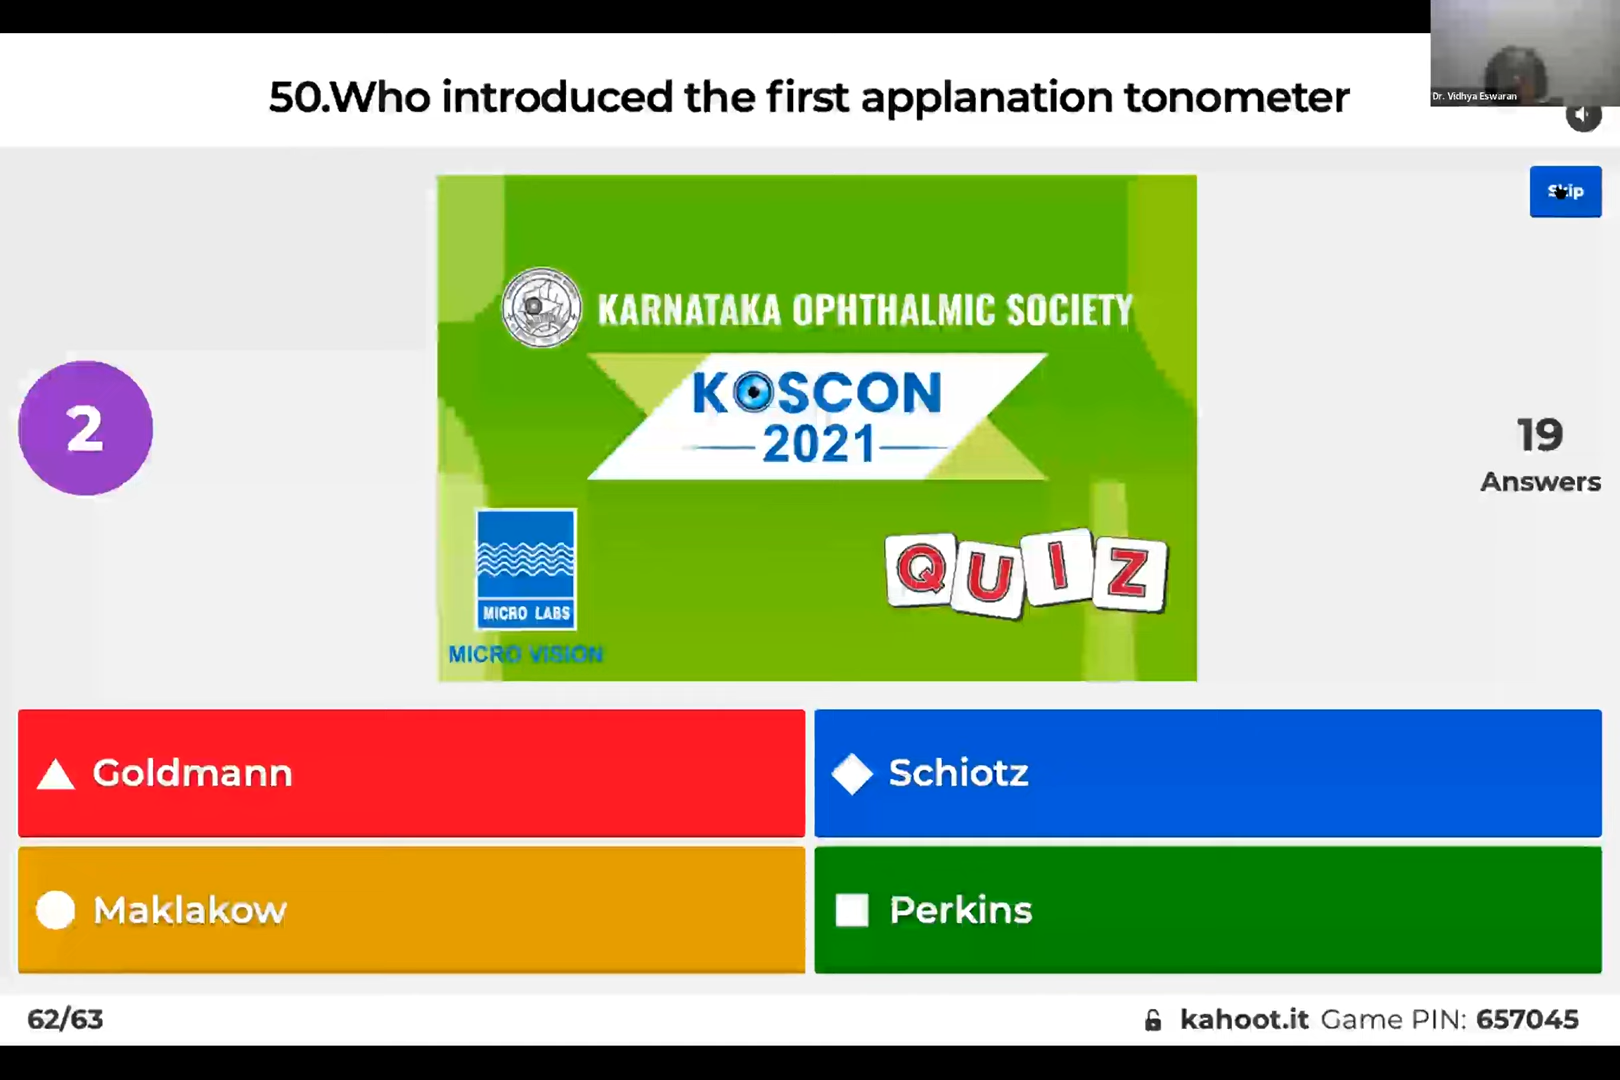 50.Who introduced the first applanation tonometer
Dr. Vidhya Eswaran
Skip
KARNATAKA OPHTHALMIC SOCIETY
KOSCON
2021
2
19
Answers
MICRO LABS
QUIZ
MICRO VISION
Goldmann
Schiotz
Maklakow
Perkins
62/63
kahoot.it Game PIN: 657045